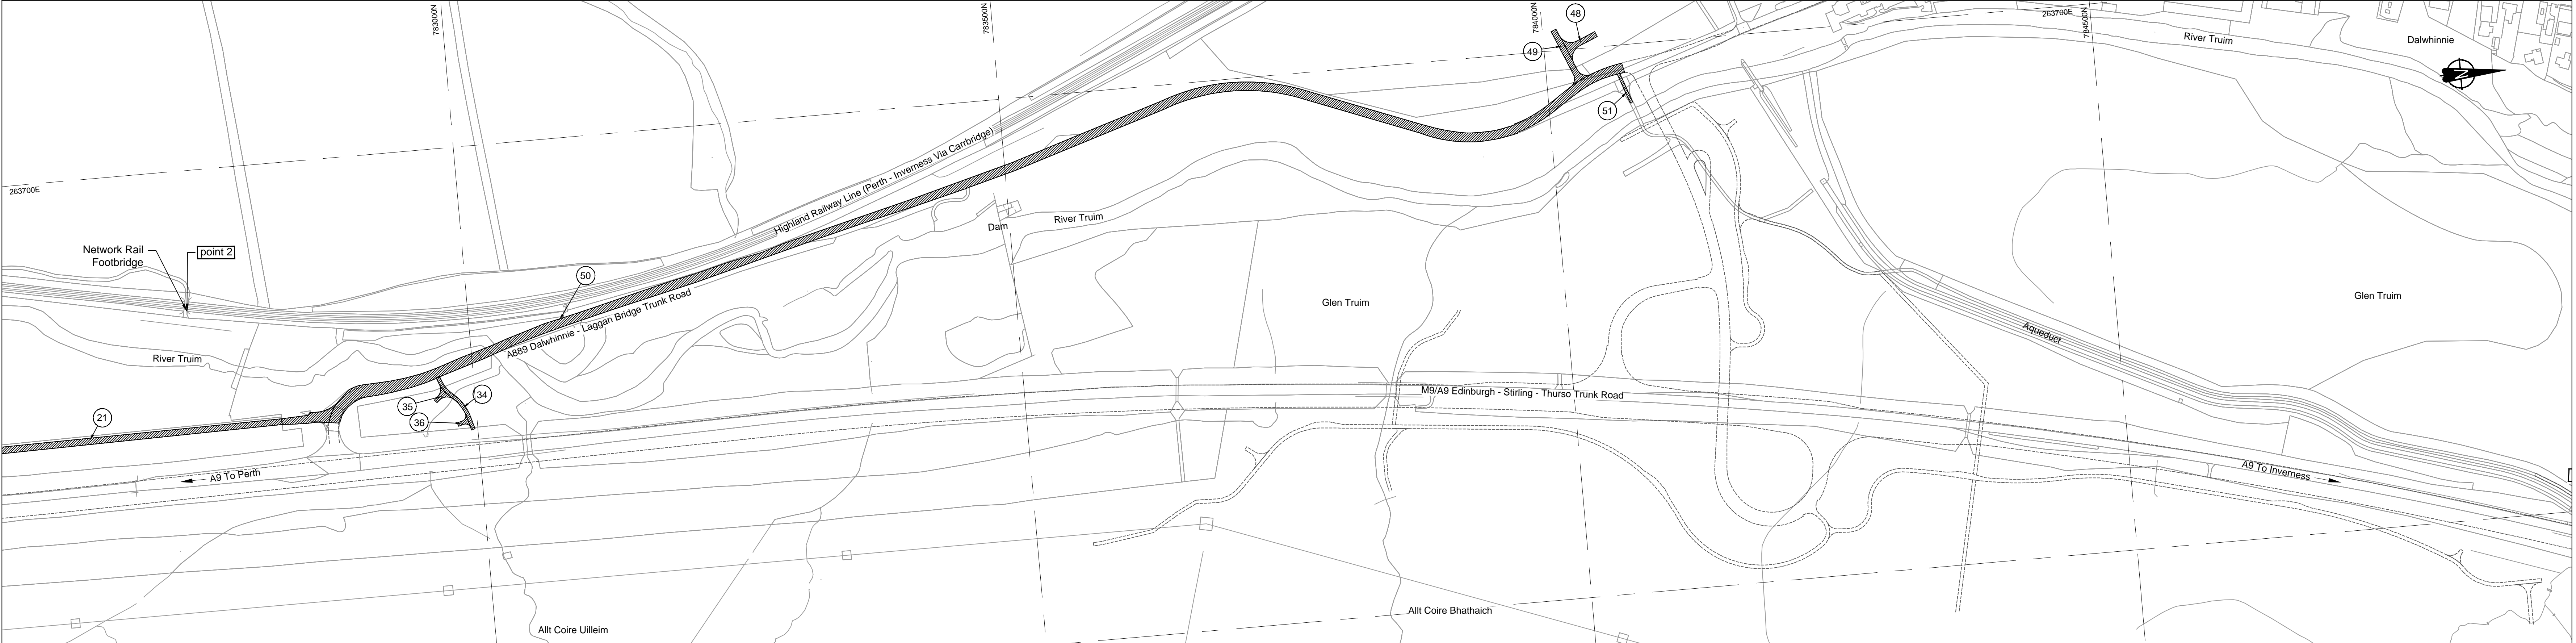 783000N
783500N
784000N
48
49
263700E
784500N
River Truim
Dalwhinnie
N
51
263700E
Highland Railway Line (Perth - Inverness Via Carrbridge)
Network Rail
Footbridge
point 2
River Truim
Dam
50
Glen Truim
Glen Truim
River Truim
A889 Dalwhinnie - Laggan Bridge Trunk Road
Aqueduct
M9/A9 Edinburgh - Stirling - Thurso Trunk Road
34
35
36
21
A9 To Perth
A9 To Inverness
Allt Coire Bhathaich
Allt Coire Uilleim